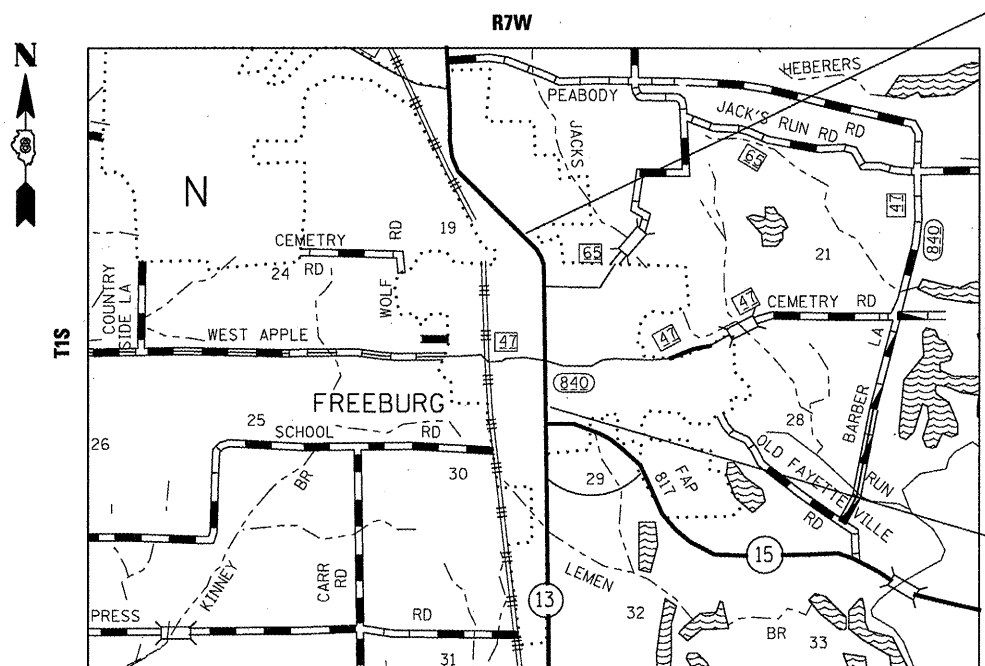 R7W
N
T1S
HEBERERS
PEABODY
RD
JACK'S RUN RD
JACKS
65
47
840
N
19
CEMETRY RD
24
RD
WOLF
65
21
COUNTRY
SIDE LA
WEST APPLE
47
47
47
CEMETRY RD
840
BARBER LA
FREEBURG
25
SCHOOL RD
26
30
28
29
FAP
817
OLD FAYETTEVILLE
RD
RUN
BR
KINNEY
CARR
RD
LEMEN
15
13
PRESS RD
32
BR
33
31